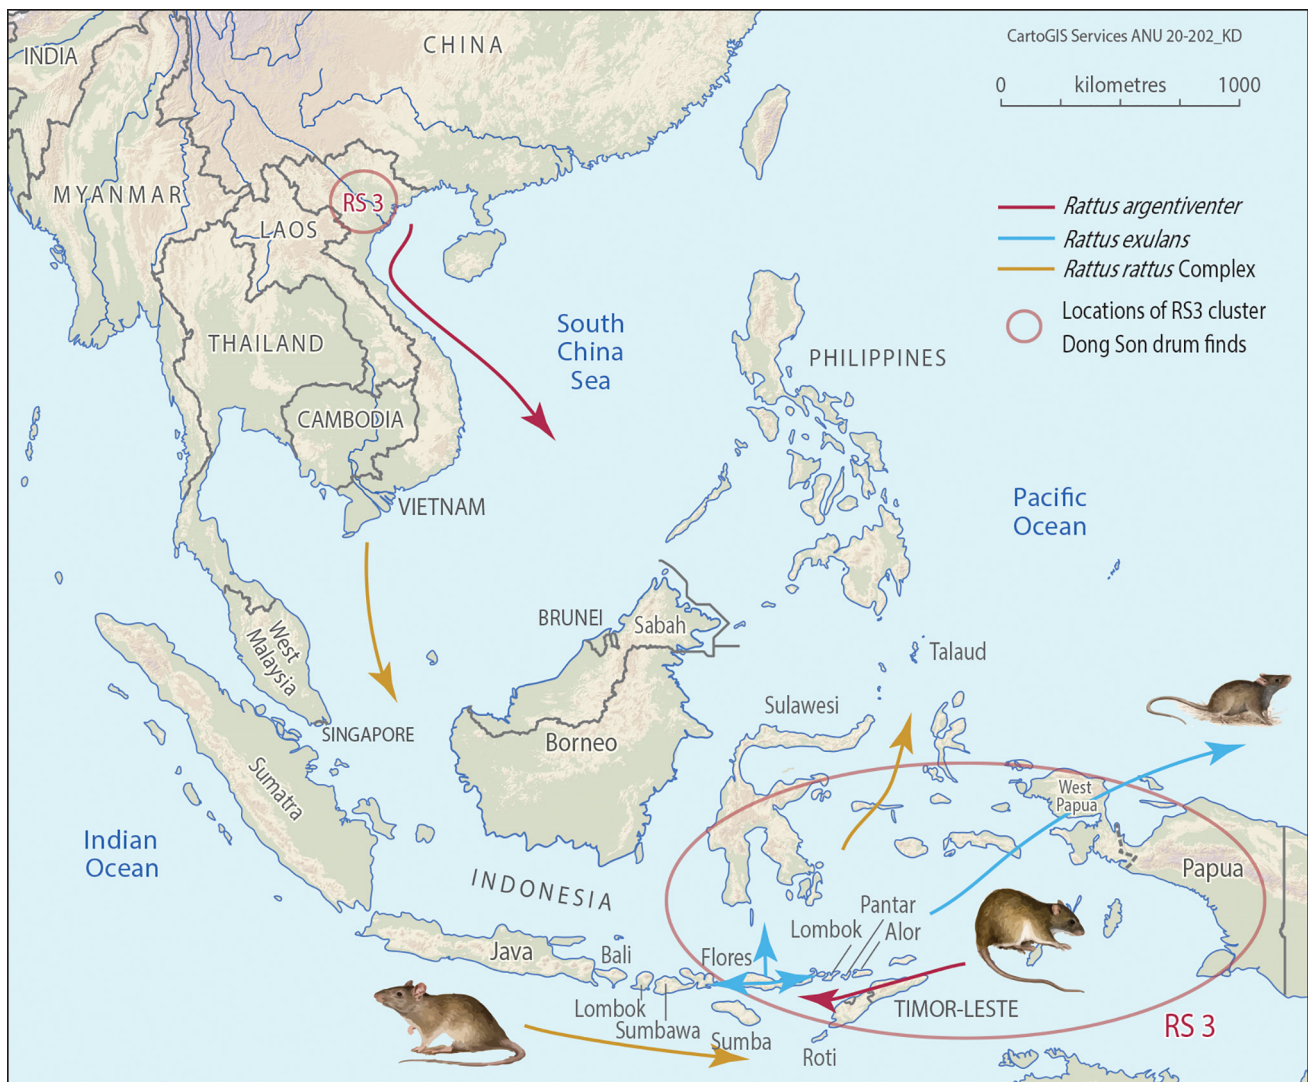 CartoGIS Services ANU 20-202_KD
0 kilometres 1000
INDIA
CHINA
MYANMAR
RS 3
LAOS
Rattus argentiventer
Rattus exulans
Rattus rattus Complex
Locations of RS3 cluster
Dong Son drum finds
THAILAND
South
China
Sea
PHILIPPINES
CAMBODIA
VIETNAM
Pacific
Ocean
BRUNEI
Sabah
West
Malaysia
Talaud
SINGAPORE
Sulawesi
Borneo
Sumatra
West
Papua
Indian
Ocean
INDONESIA
Papua
Pantar
Lombok
Alor
Java
Bali
Flores
Lombok
Sumbawa
Sumba
TIMOR-LESTE
Roti
RS 3